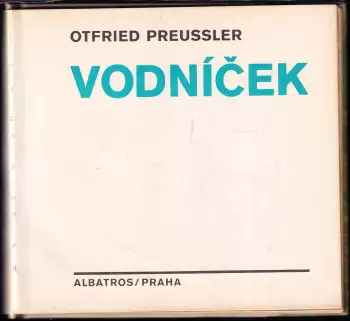 OTFRIED PREUSSLER
VODNÍČEK
ALBATROS/PRAHA